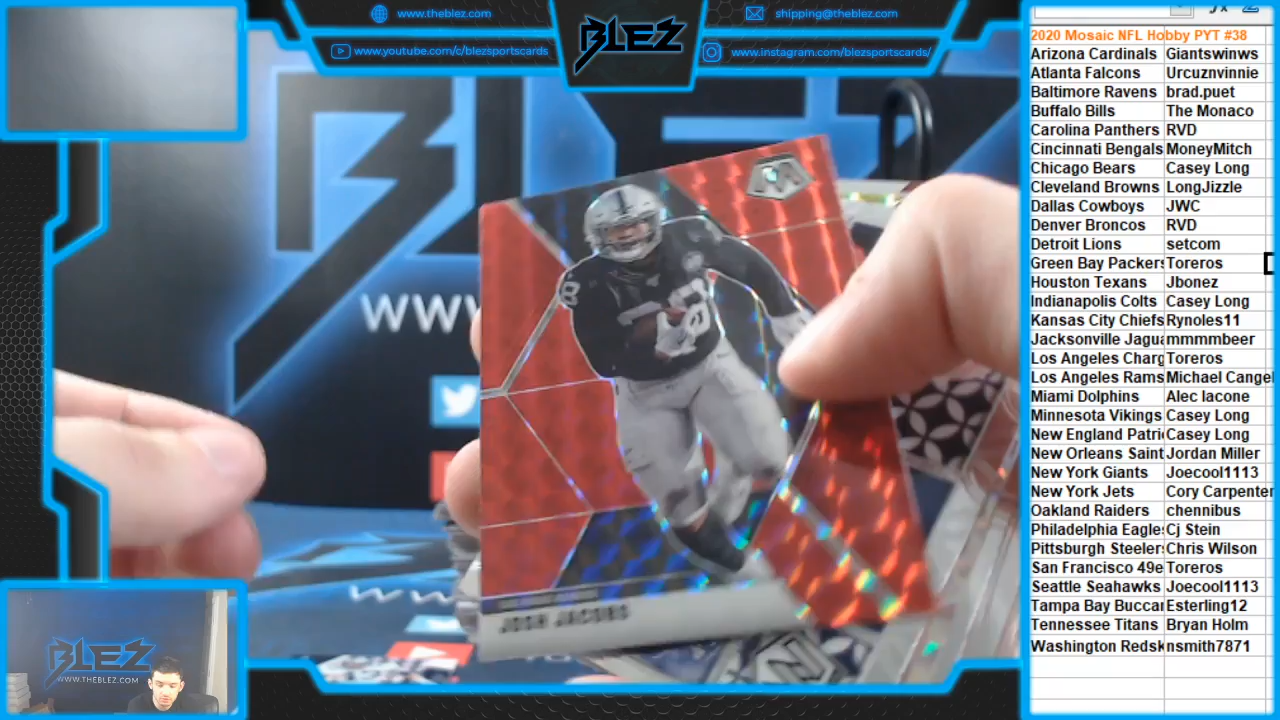 www.theblez.com
www.youtube.com/c/blezsportscards
BLEZ
shipping@theblez.com
www.instagram.com/blezsportscards/
WWW
28
JOSH JACOBS
BLEZ
WWW.THEBLEZ.COM
2020 Mosaic NFL Hobby PYT #38
Arizona Cardinals Giantswinws
Atlanta Falcons Urcuznvinnie
Baltimore Ravens brad.puet
Buffalo Bills The Monaco
Carolina Panthers RVD
Cincinnati Bengals MoneyMitch
Chicago Bears Casey Long
Cleveland Browns LongJizzle
Dallas Cowboys JWC
Denver Broncos RVD
Detroit Lions setcom
Green Bay Packers Toreros
Houston Texans Jbonez
Indianapolis Colts Casey Long
Kansas City Chiefs Rynoles11
Jacksonville Jagua mmmmbeer
Los Angeles Charg Toreros
Los Angeles Rams Michael Cangel
Miami Dolphins Alec Iacone
Minnesota Vikings Casey Long
New England Patri Casey Long
New Orleans Saint Jordan Miller
New York Giants Joecool1113
New York Jets Cory Carpenter
Oakland Raiders chennibus
Philadelphia Eagle Cj Stein
Pittsburgh Steeler Chris Wilson
San Francisco 49e Toreros
Seattle Seahawks Joecool1113
Tampa Bay Buccar Esterling12
Tennessee Titans Bryan Holm
Washington Redsk nsmith7871